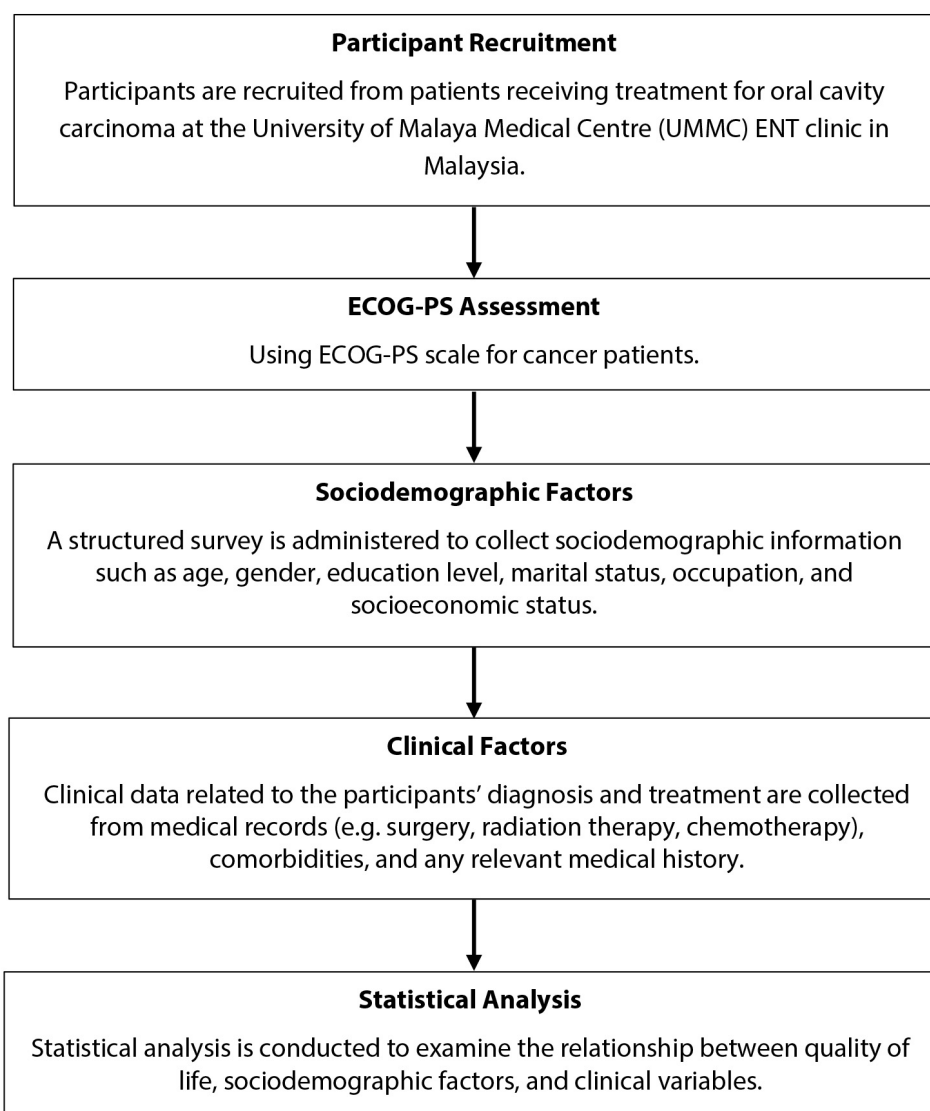 Participant Recruitment
Participants are recruited from patients receiving treatment for oral cavity
carcinoma at the University of Malaya Medical Centre (UMMC) ENT clinic in
Malaysia.
ECOG-PS Assessment
Using ECOG-PS scale for cancer patients.
Sociodemographic Factors
A structured survey is administered to collect sociodemographic information
such as age, gender, education level, marital status, occupation, and
socioeconomic status.
Clinical Factors
Clinical data related to the participants’ diagnosis and treatment are collected
from medical records (e.g. surgery, radiation therapy, chemotherapy),
comorbidities, and any relevant medical history.
Statistical Analysis
Statistical analysis is conducted to examine the relationship between quality of
life, sociodemographic factors, and clinical variables.